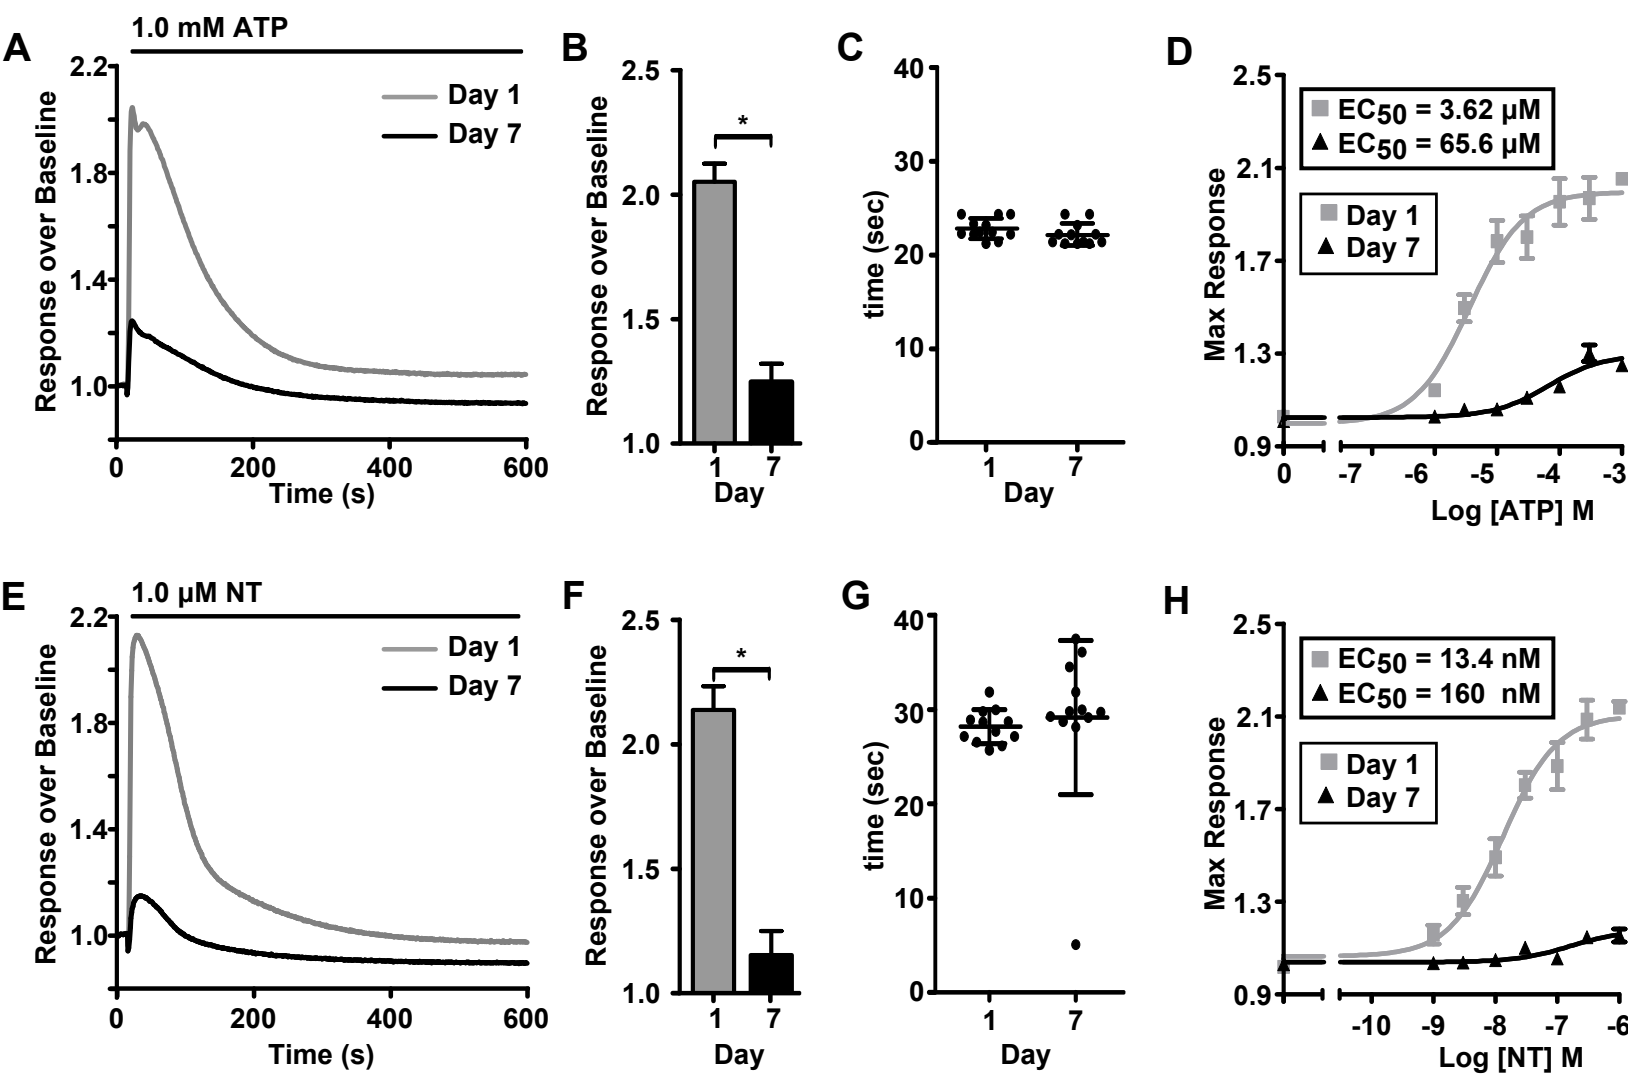 A
1.0 mM ATP
Response over Baseline
2.2
1.8
1.4
1.0
Day 1
Day 7
0 200 400 600
Time (s)
B
Response over Baseline
2.5
2.0
1.5
1.0
*
1 7
Day
C
time (sec)
40
30
20
10
0
1 7
Day
D
Max Response
2.5
2.1
1.7
1.3
0.9
EC50 = 3.62 µM
EC50 = 65.6 µM
Day 1
Day 7
0 -7 -6 -5 -4 -3
Log [ATP] M
E
1.0 µM NT
Response over Baseline
2.2
1.8
1.4
1.0
Day 1
Day 7
0 200 400 600
Time (s)
F
Response over Baseline
2.5
2.0
1.5
1.0
*
1 7
Day
G
time (sec)
40
30
20
10
0
1 7
Day
H
Max Response
2.5
2.1
1.7
1.3
0.9
EC50 = 13.4 nM
EC50 = 160 nM
Day 1
Day 7
-10 -9 -8 -7 -6
Log [NT] M